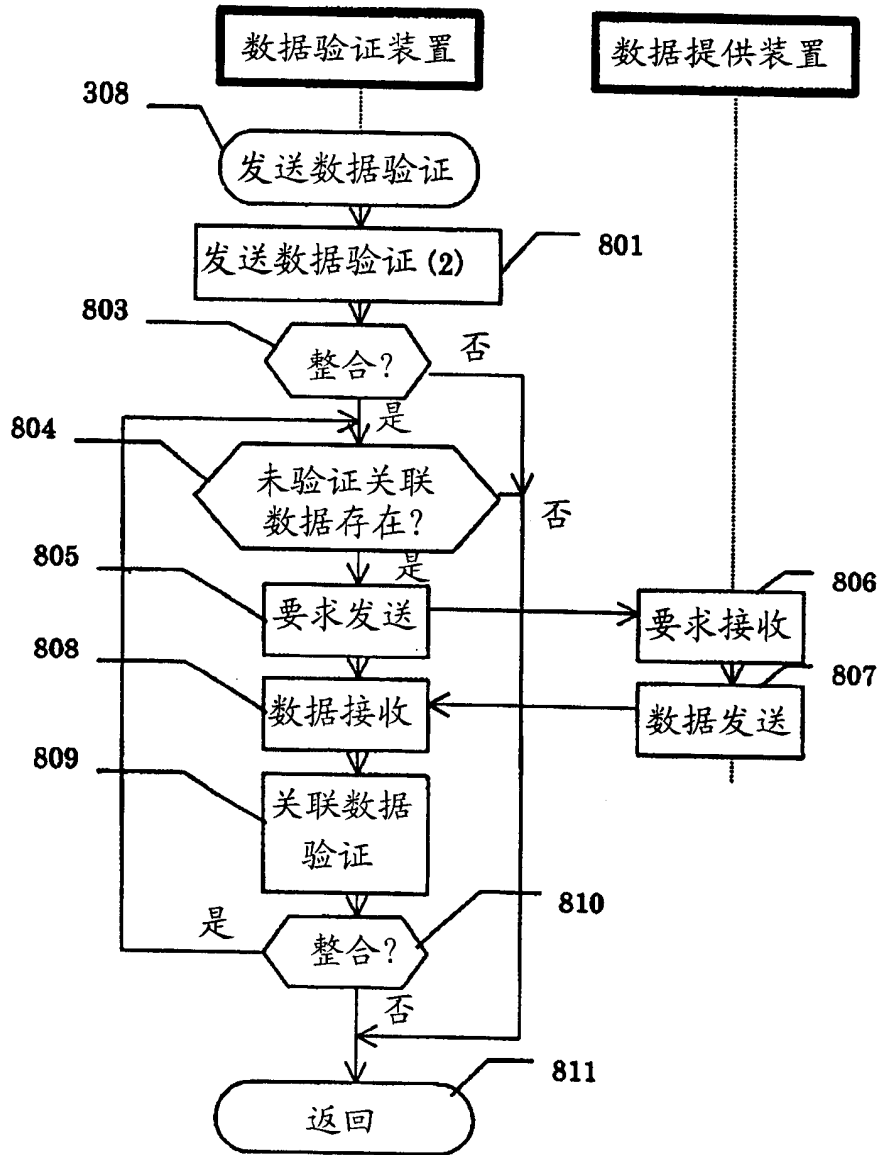 数据验证装置
数据提供装置
308
发送数据验证
发送数据验证(2)
801
803
整合?
否
是
804
未验证关联
数据存在?
否
805
是
要求发送
806
要求接收
808
数据接收
807
数据发送
809
关联数据
验证
810
是
整合?
否
811
返回